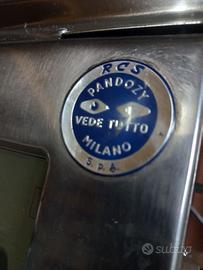 RCS
PANDOZY
VEDE TUTTO
MILANO
S.p.A.
subito